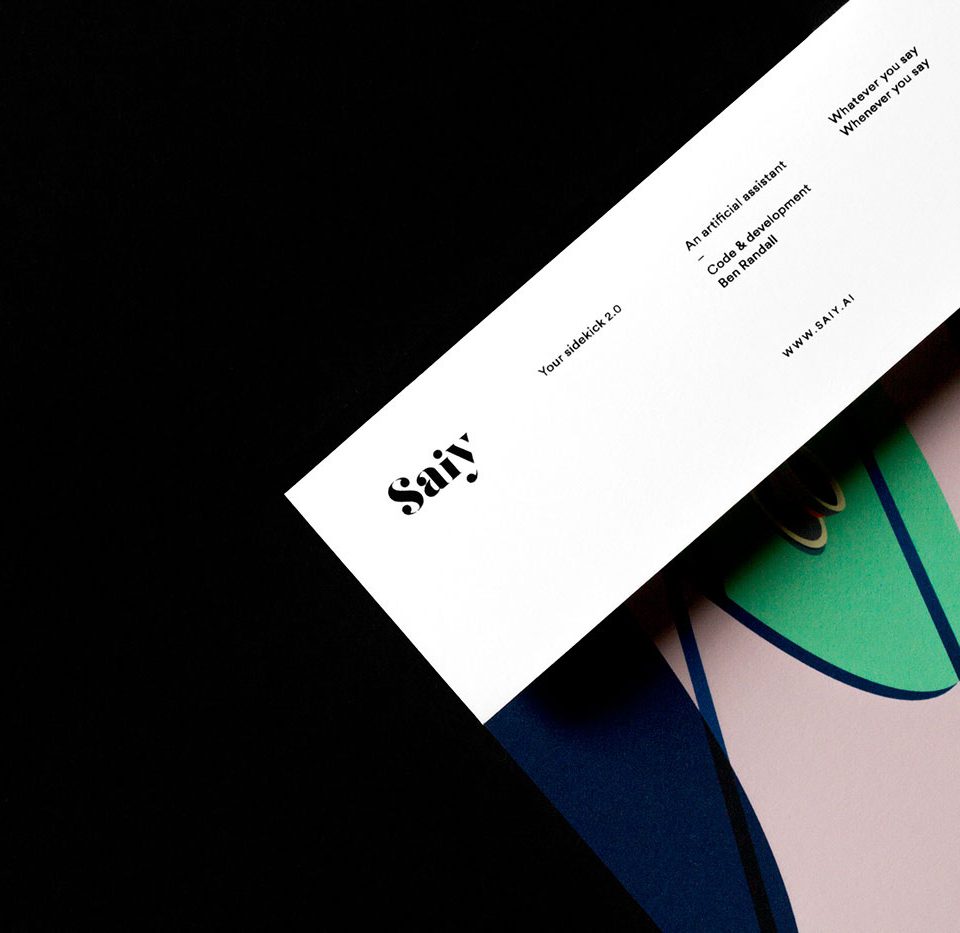 Saiy
Your sidekick 2.0
An artificial assistant
–
Code & development
Ben Randall
WWW.SAIY.AI
Whatever you say
Whenever you say